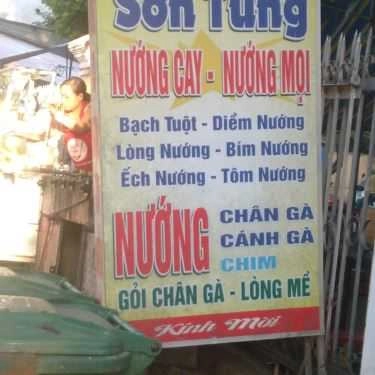 Sơn Tùng
NƯỚNG CAY - NƯỚNG MỌI
Bạch Tuột - Diềm Nướng
Lòng Nướng - Bím Nướng
Ếch Nướng - Tôm Nướng
NƯỚNG CHÂN GÀ
CÁNH GÀ
CHIM
GỎI CHÂN GÀ - LÒNG MỀ
Kính Mời